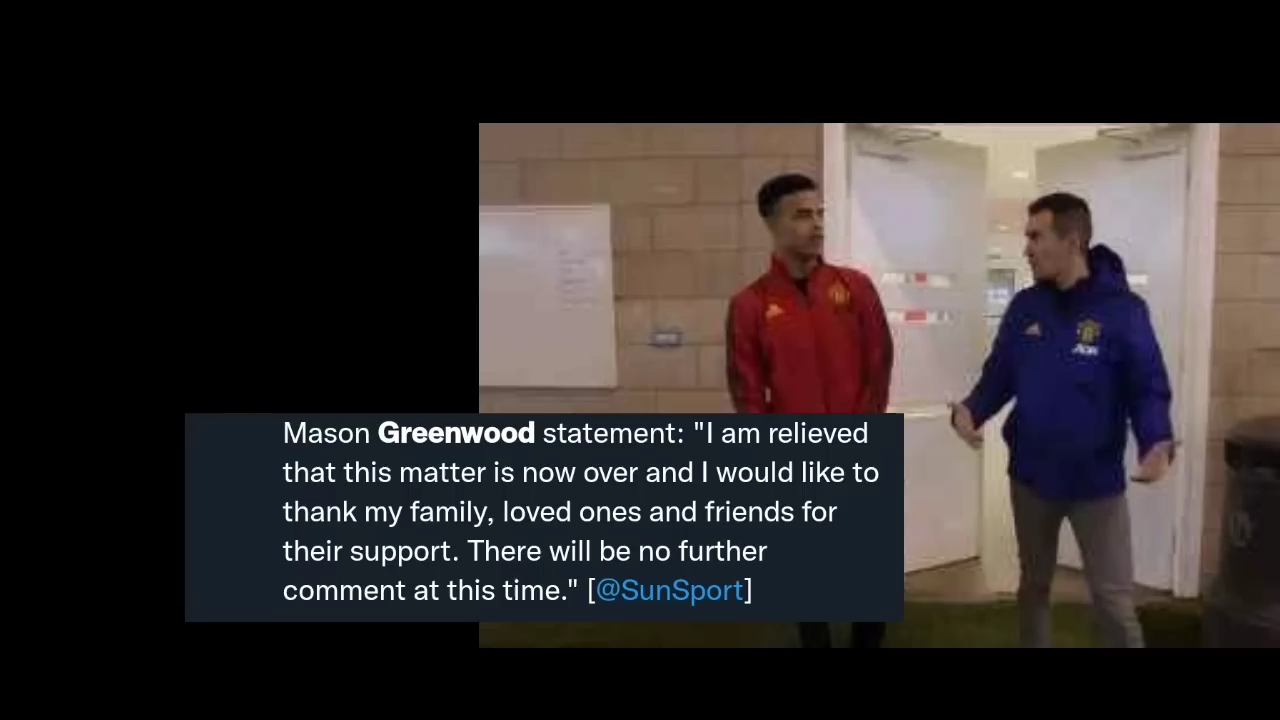 Mason Greenwood statement: "I am relieved
that this matter is now over and I would like to
thank my family, loved ones and friends for
their support. There will be no further
comment at this time." [@SunSport]